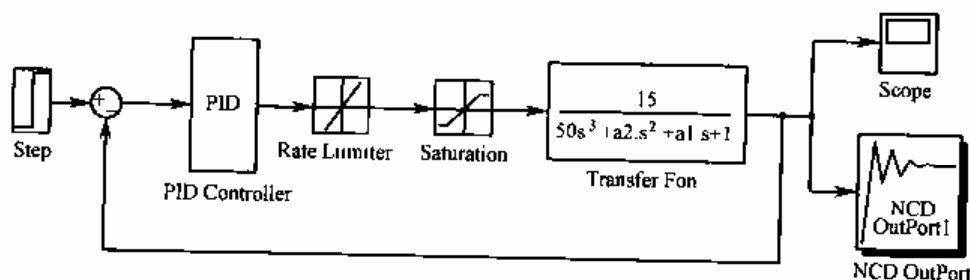 Step
PID
PID Controller
Rate Limiter
Saturation
15
50s³+a2.s²+a1 s+1
Transfer Fcn
Scope
NCD
OutPort1
NCD OutPort